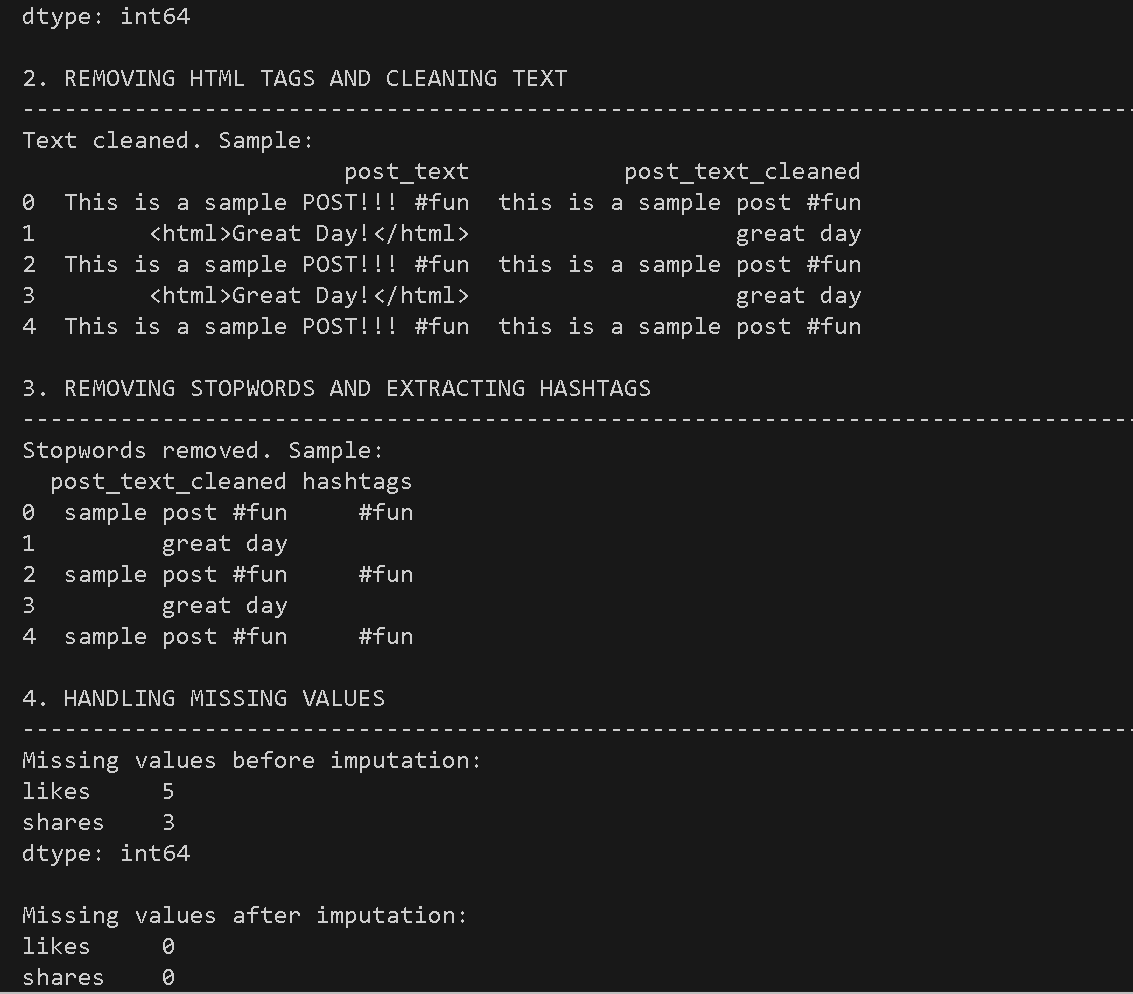 dtype: int64
2. REMOVING HTML TAGS AND CLEANING TEXT
--------------------------------------------------------------------------------
Text cleaned. Sample:
                       post_text           post_text_cleaned
0  This is a sample POST!!! #fun  this is a sample post #fun
1        <html>Great Day!</html>                   great day
2  This is a sample POST!!! #fun  this is a sample post #fun
3        <html>Great Day!</html>                   great day
4  This is a sample POST!!! #fun  this is a sample post #fun
3. REMOVING STOPWORDS AND EXTRACTING HASHTAGS
--------------------------------------------------------------------------------
Stopwords removed. Sample:
  post_text_cleaned hashtags
0  sample post #fun     #fun
1         great day
2  sample post #fun     #fun
3         great day
4  sample post #fun     #fun
4. HANDLING MISSING VALUES
--------------------------------------------------------------------------------
Missing values before imputation:
likes     5
shares    3
dtype: int64
Missing values after imputation:
likes     0
shares    0